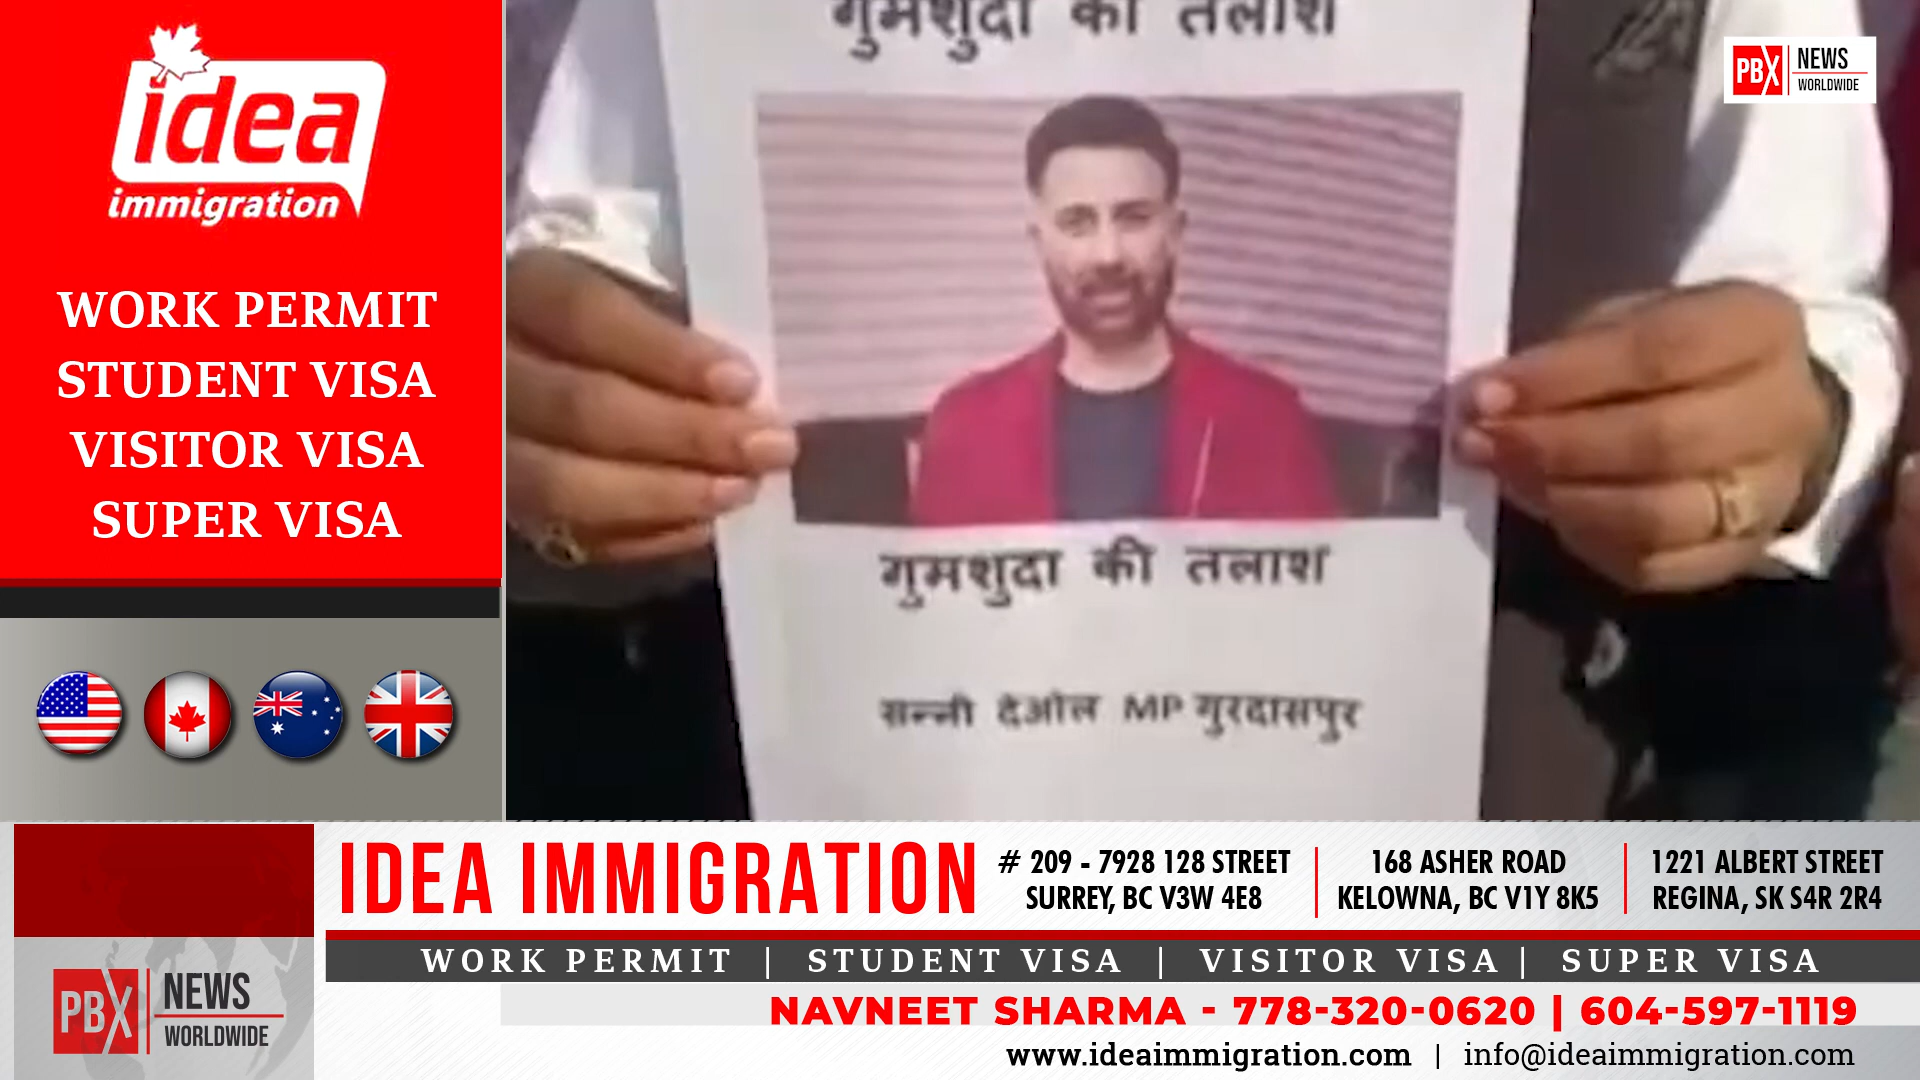 idea
immigration
WORK PERMIT
STUDENT VISA
VISITOR VISA
SUPER VISA
गुमशुदा की तलाश
PBX NEWS
WORLDWIDE
गुमशुदा की तलाश
सन्नी देओल MP गुरदासपुर
IDEA IMMIGRATION
# 209 - 7928 128 STREET
SURREY, BC V3W 4E8
168 ASHER ROAD
KELOWNA, BC V1Y 8K5
1221 ALBERT STREET
REGINA, SK S4R 2R4
WORK PERMIT | STUDENT VISA | VISITOR VISA | SUPER VISA
PBX NEWS
WORLDWIDE
NAVNEET SHARMA - 778-320-0620 | 604-597-1119
www.ideaimmigration.com | info@ideaimmigration.com